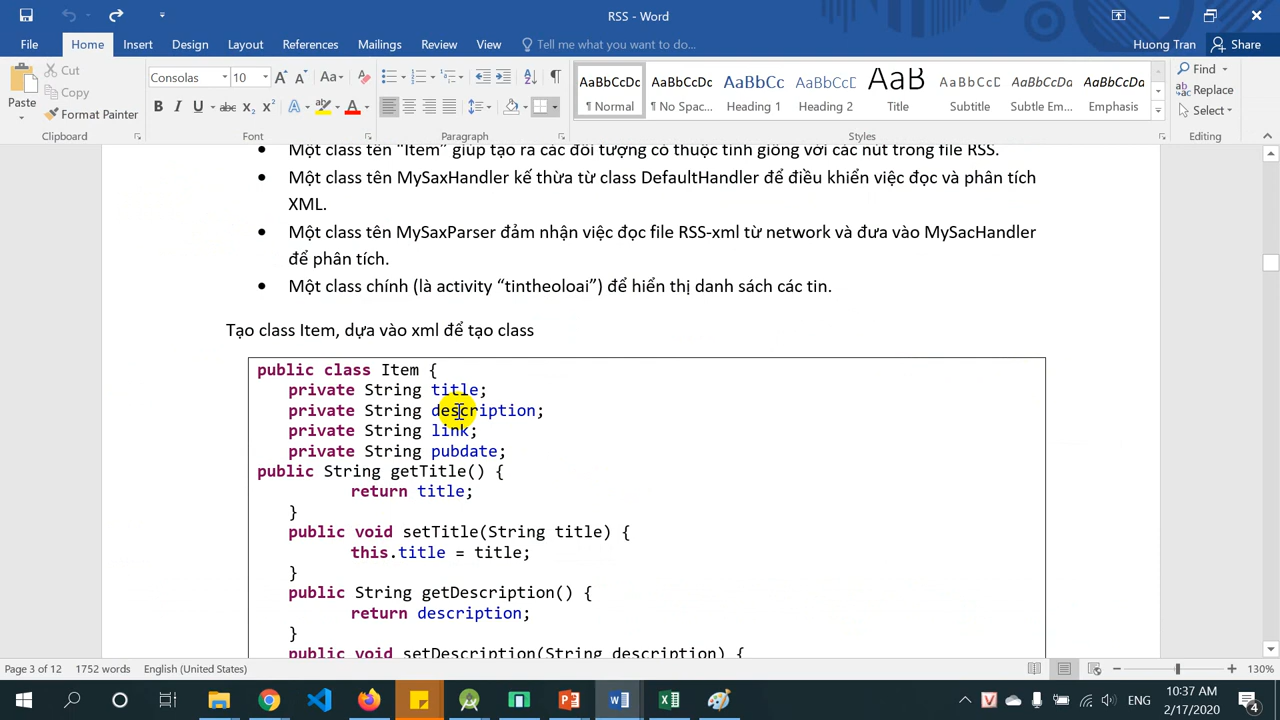 RSS - Word
File Home Insert Design Layout References Mailings Review View Tell me what you want to do... Huong Tran Share
Paste Cut Copy Format Painter
Consolas 10
AaBbCcDc AaBbCcDc AaBbCc AaBbCcC AaB AaBbCcD AaBbCcDc AaBbCcDc
¶ Normal ¶ No Spac... Heading 1 Heading 2 Title Subtitle Subtle Em... Emphasis
Find Replace Select
Clipboard Font Paragraph Styles Editing
• Một class tên “Item” giúp tạo ra các đối tượng có thuộc tính giống với các nút trong file RSS.
• Một class tên MySaxHandler kế thừa từ class DefaultHandler để điều khiển việc đọc và phân tích
XML.
• Một class tên MySaxParser đảm nhận việc đọc file RSS-xml từ network và đưa vào MySacHandler
để phân tích.
• Một class chính (là activity “tintheoloai”) để hiển thị danh sách các tin.
Tạo class Item, dựa vào xml để tạo class
public class Item {
private String title;
private String description;
private String link;
private String pubdate;
public String getTitle() {
return title;
}
public void setTitle(String title) {
this.title = title;
}
public String getDescription() {
return description;
}
public void setDescription(String description) {
Page 3 of 12 1752 words English (United States) 130%
ENG 10:37 AM
2/17/2020 4